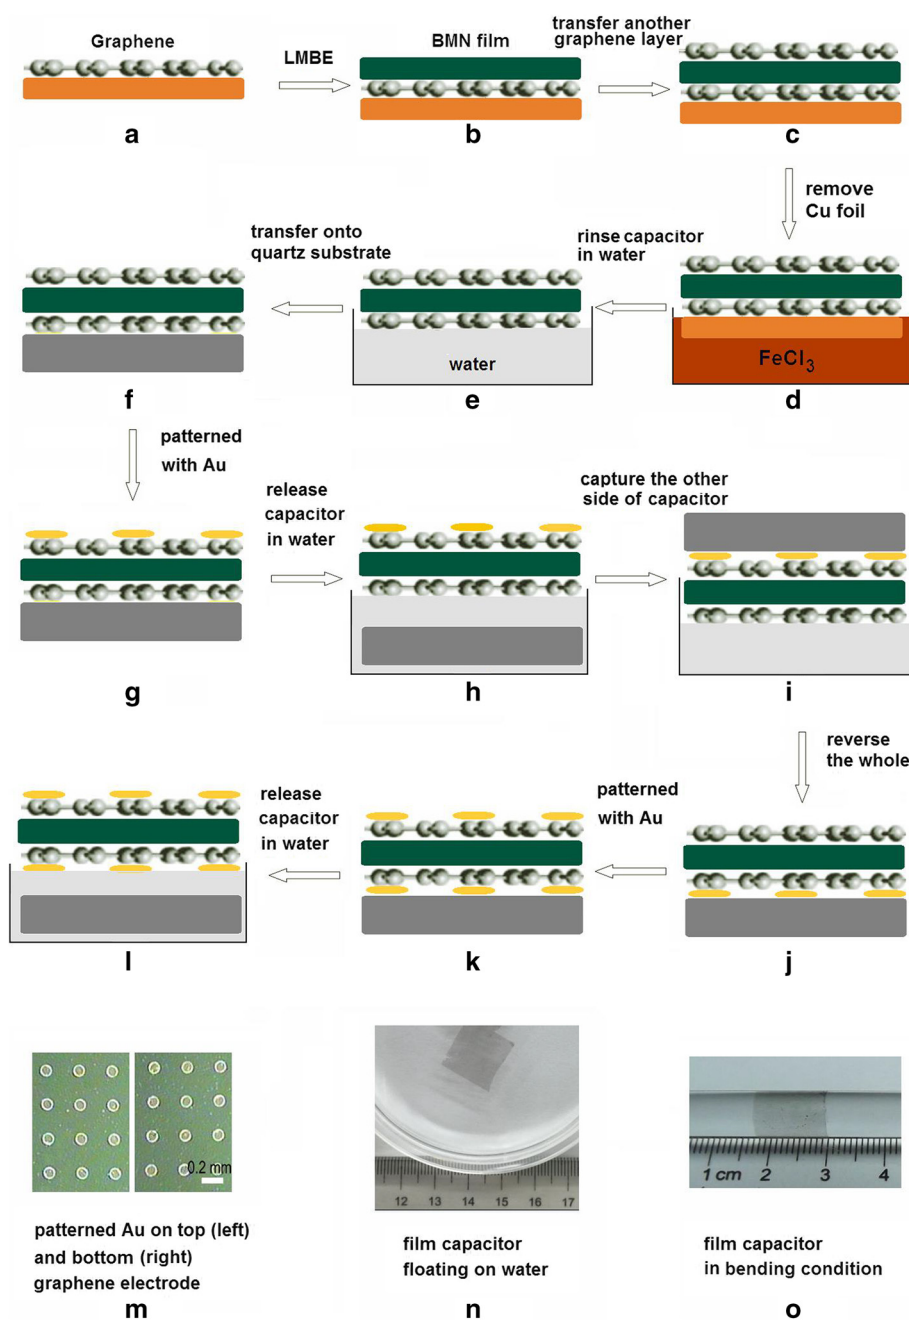 Graphene
LMBE
BMN film
transfer another
graphene layer
a
b
c
remove
Cu foil
transfer onto
quartz substrate
rinse capacitor
in water
water
FeCl3
f
e
d
patterned
with Au
release
capacitor
in water
capture the other
side of capacitor
g
h
i
reverse
the whole
release
capacitor
in water
patterned
with Au
l
k
j
0.2 mm
12 13 14 15 16 17
1 cm 2 3 4
patterned Au on top (left)
and bottom (right)
graphene electrode
film capacitor
floating on water
film capacitor
in bending condition
m
n
o